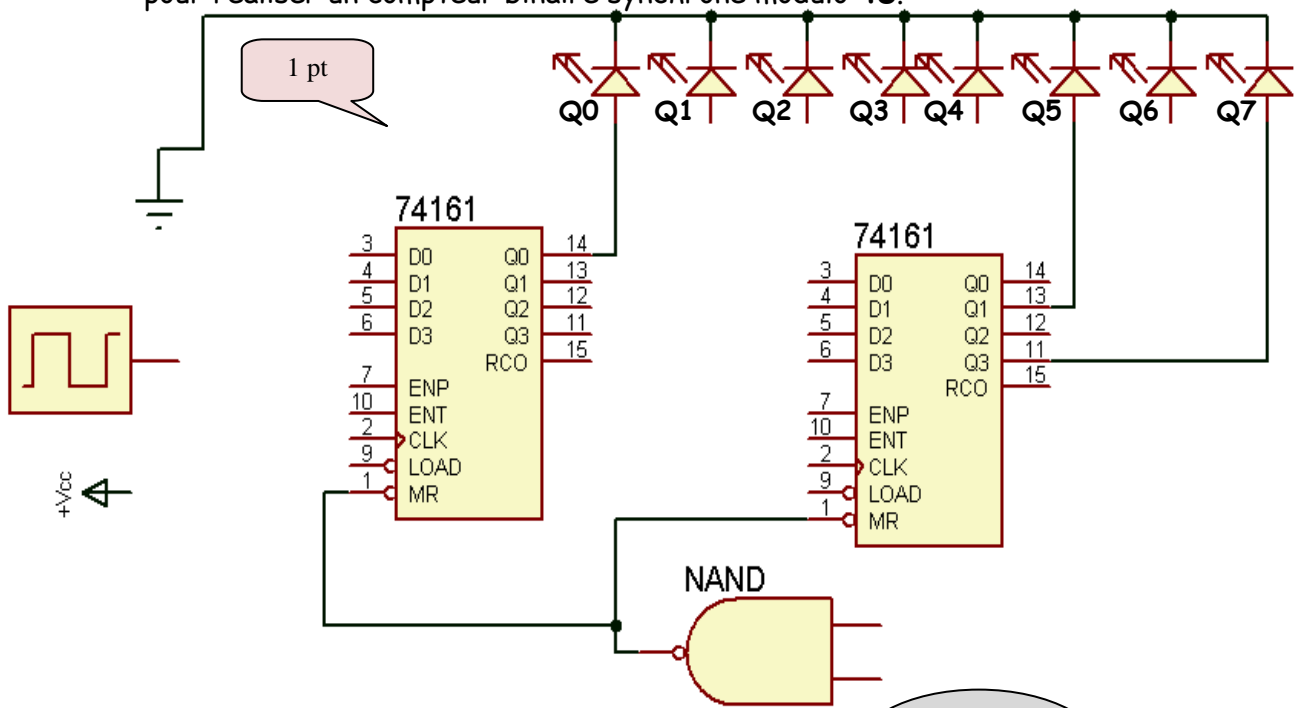 pour réaliser un compteur binaire synchrone modulo
1 pt
Q0 Q1 Q2 Q3 Q4 Q5 Q6 Q7
74161
3 D0 Q0 14
4 D1 Q1 13
5 D2 Q2 12
6 D3 Q3 11
RCO 15
7 ENP
10 ENT
2 CLK
9 LOAD
1 MR
74161
3 D0 Q0 14
4 D1 Q1 13
5 D2 Q2 12
6 D3 Q3 11
RCO 15
7 ENP
10 ENT
2 CLK
9 LOAD
1 MR
+Vcc
NAND